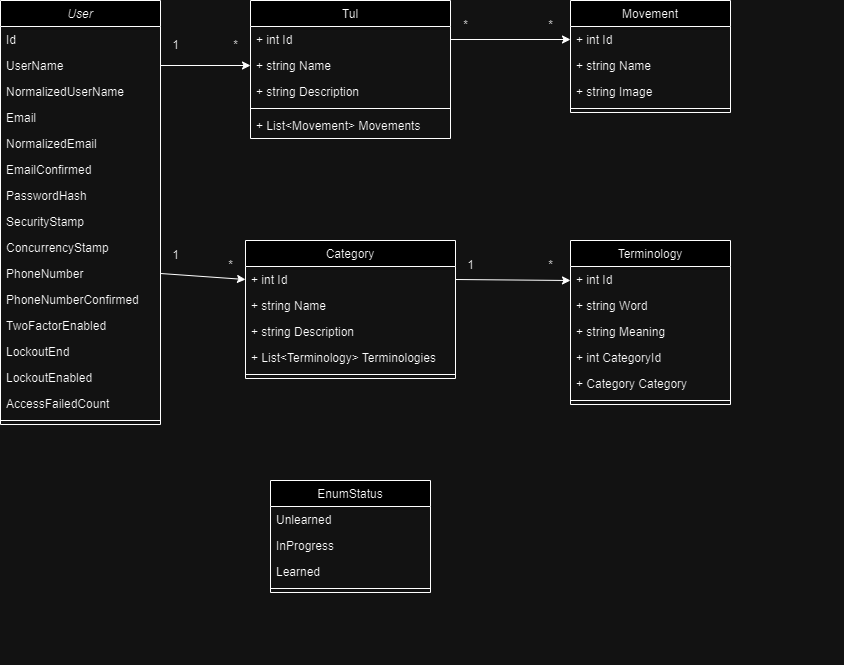 User
Id
UserName
NormalizedUserName
Email
NormalizedEmail
EmailConfirmed
PasswordHash
SecurityStamp
ConcurrencyStamp
PhoneNumber
PhoneNumberConfirmed
TwoFactorEnabled
LockoutEnd
LockoutEnabled
AccessFailedCount
1
*
Tul
+ int Id
+ string Name
+ string Description
+ List<Movement> Movements
*
*
Movement
+ int Id
+ string Name
+ string Image
1
*
Category
+ int Id
+ string Name
+ string Description
+ List<Terminology> Terminologies
1
*
Terminology
+ int Id
+ string Word
+ string Meaning
+ int CategoryId
+ Category Category
EnumStatus
Unlearned
InProgress
Learned